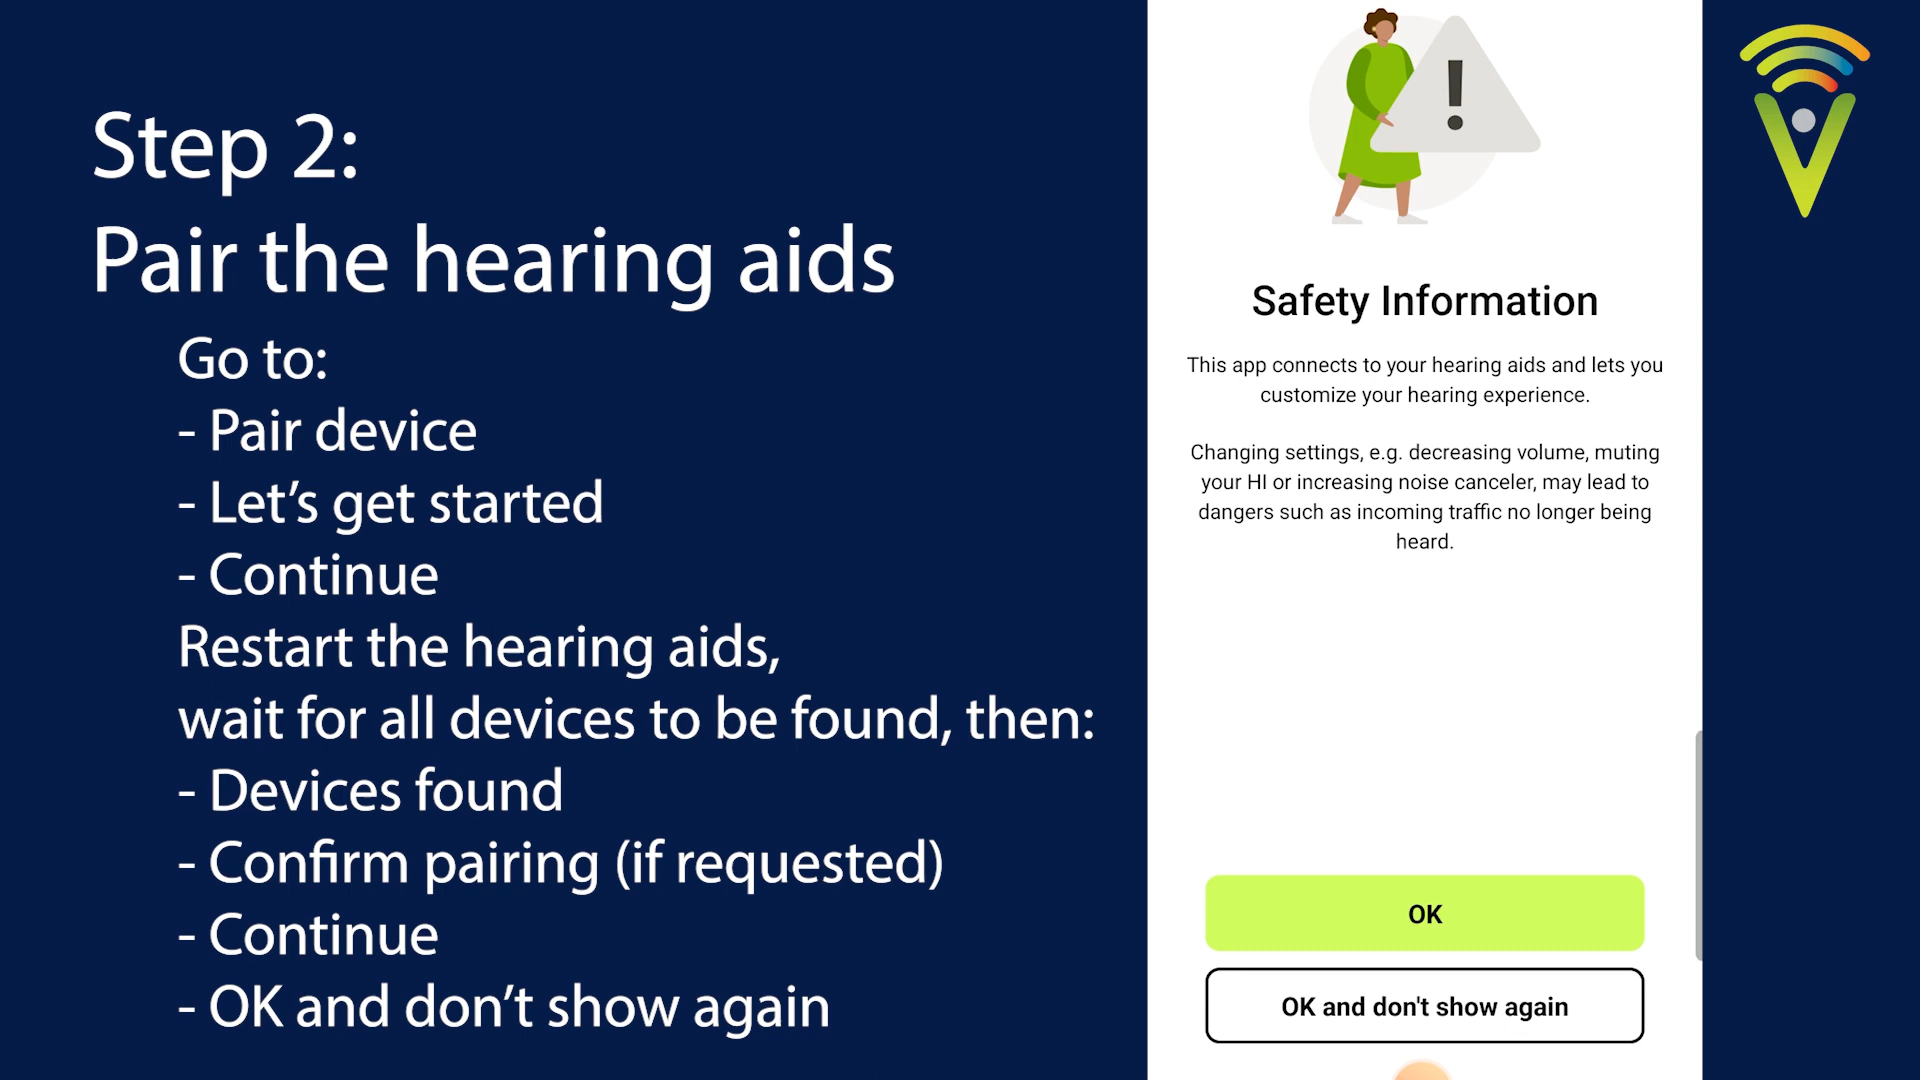 Step 2:
Pair the hearing aids
Go to:
- Pair device
- Let’s get started
- Continue
Restart the hearing aids,
wait for all devices to be found, then:
- Devices found
- Confirm pairing (if requested)
- Continue
- OK and don’t show again
!
Safety Information
This app connects to your hearing aids and lets you
customize your hearing experience.
Changing settings, e.g. decreasing volume, muting
your HI or increasing noise canceler, may lead to
dangers such as incoming traffic no longer being
heard.
OK
OK and don't show again